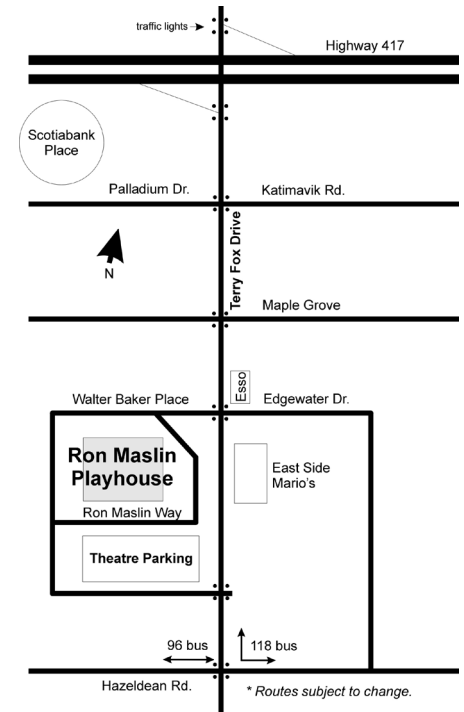 traffic lights
Highway 417
Scotiabank
Place
Palladium Dr.
Katimavik Rd.
N
Terry Fox Drive
Maple Grove
Esso
Walter Baker Place
Edgewater Dr.
Ron Maslin
Playhouse
East Side
Mario's
Ron Maslin Way
Theatre Parking
96 bus
118 bus
Hazeldean Rd.
* Routes subject to change.